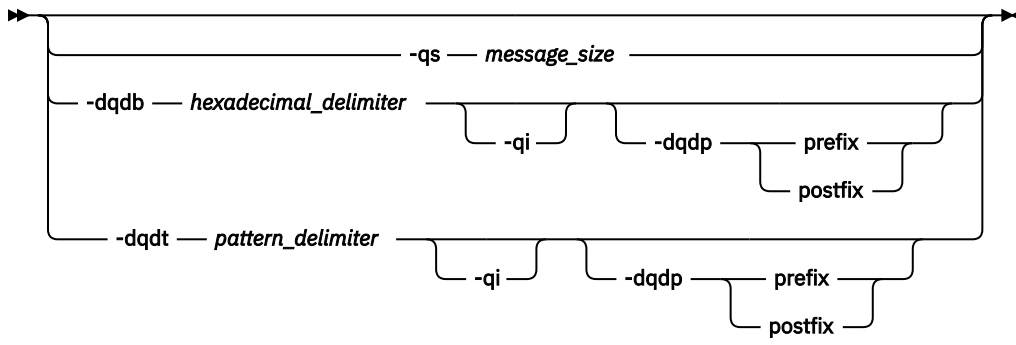 -qs message_size
-dqdb hexadecimal_delimiter
-qi -dqdp prefix
postfix
-dqdt pattern_delimiter
-qi -dqdp prefix
postfix